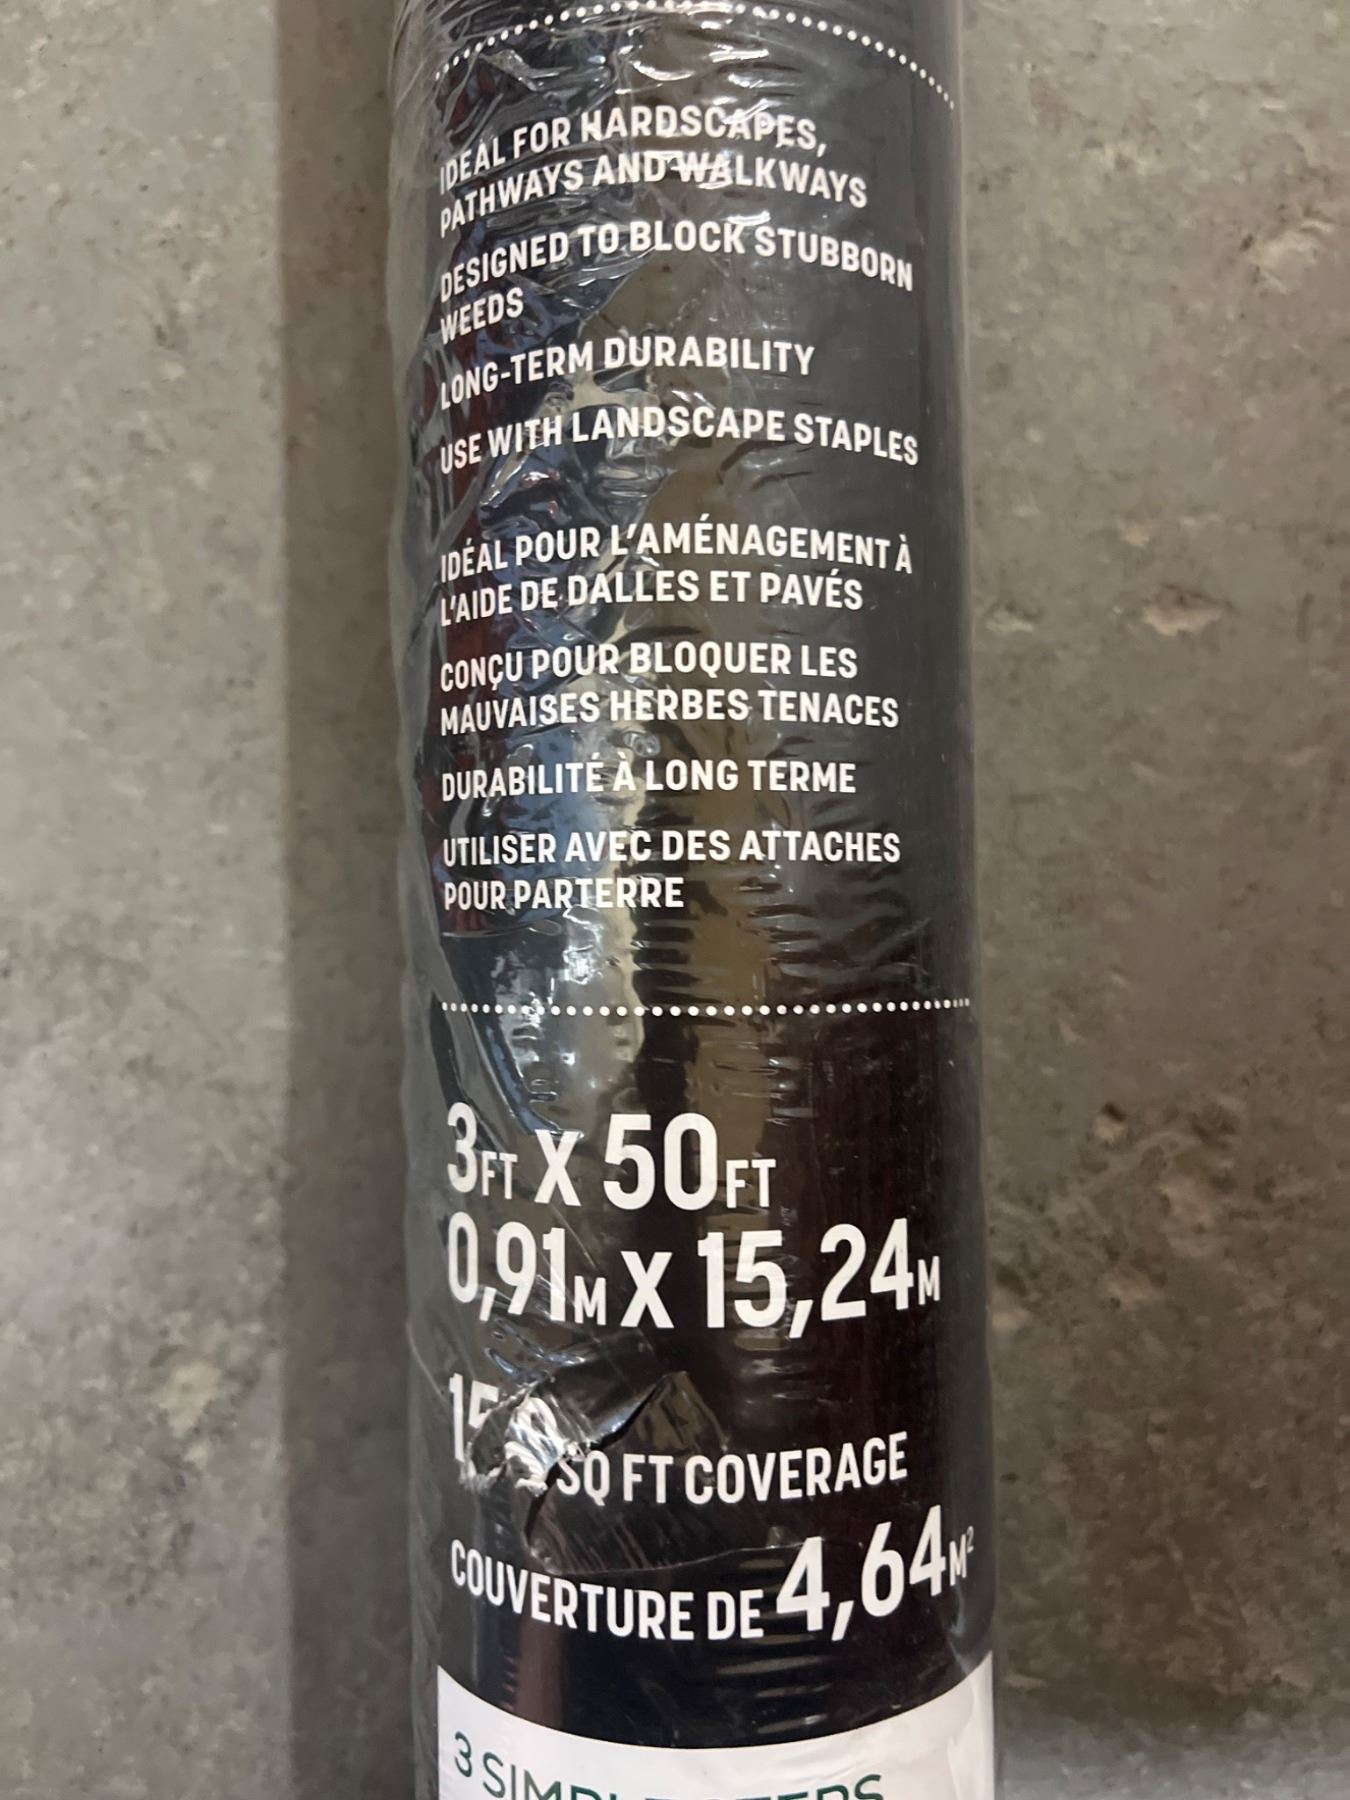 IDEAL FOR HARDSCAPES,
PATHWAYS AND WALKWAYS
DESIGNED TO BLOCK STUBBORN
WEEDS
LONG-TERM DURABILITY
USE WITH LANDSCAPE STAPLES
IDÉAL POUR L'AMÉNAGEMENT À
L'AIDE DE DALLES ET PAVÉS
CONÇU POUR BLOQUER LES
MAUVAISES HERBES TENACES
DURABILITÉ À LONG TERME
UTILISER AVEC DES ATTACHES
POUR PARTERRE
3FT X 50FT
0,91M X 15,24M
SQ FT COVERAGE
COUVERTURE DE 4,64M²
3